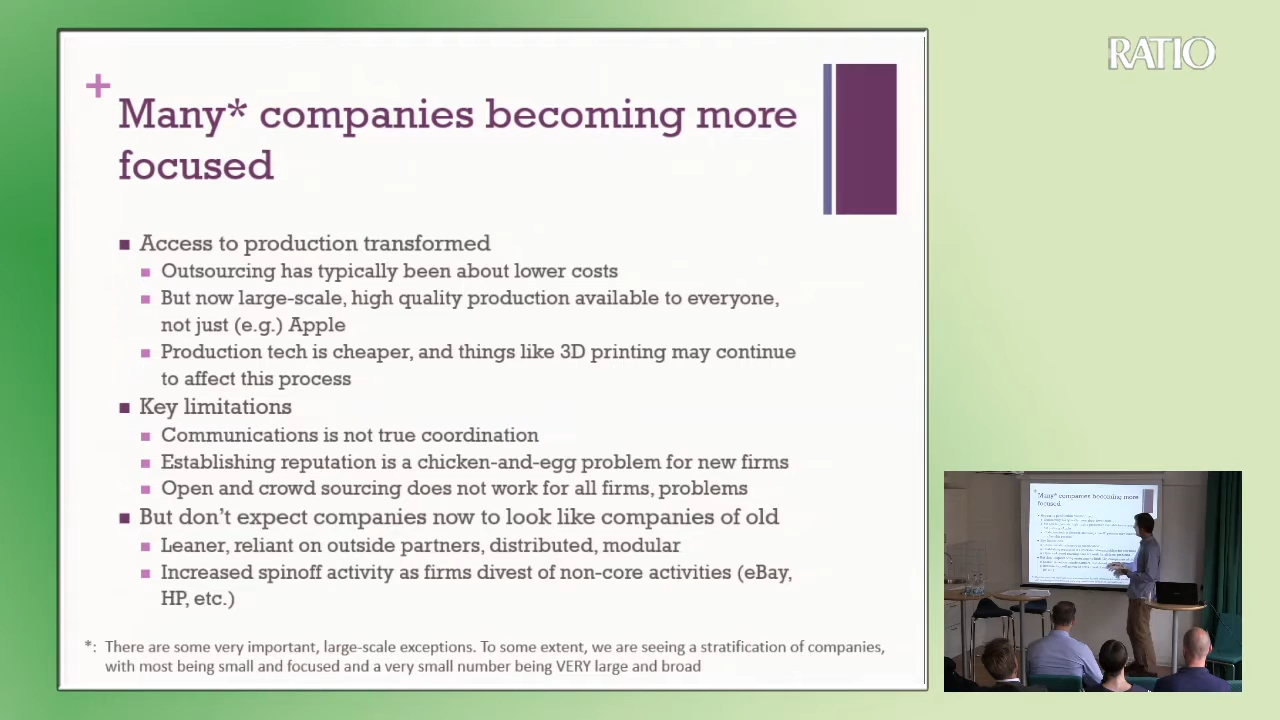 RATIO
+
Many* companies becoming more
focused
Access to production transformed
Outsourcing has typically been about lower costs
But now large-scale, high quality production available to everyone,
not just (e.g.) Apple
Production tech is cheaper, and things like 3D printing may continue
to affect this process
Key limitations
Communications is not true coordination
Establishing reputation is a chicken-and-egg problem for new firms
Open and crowd sourcing does not work for all firms, problems
But don't expect companies now to look like companies of old
Leaner, reliant on outside partners, distributed, modular
Increased spinoff activity as firms divest of non-core activities (eBay,
HP, etc.)
*: There are some very important, large-scale exceptions. To some extent, we are seeing a stratification of companies,
with most being small and focused and a very small number being VERY large and broad
Many* companies becoming more
focused